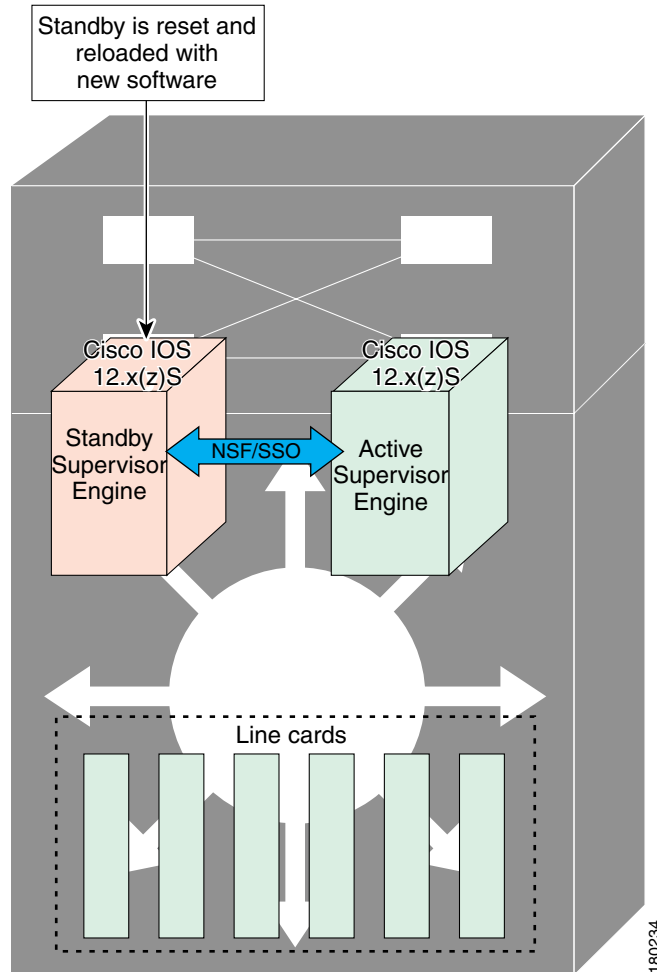 Standby is reset and
reloaded with
new software
Cisco IOS
12.x(z)S
Cisco IOS
12.x(z)S
Standby
Supervisor
Engine
NSF/SSO
Active
Supervisor
Engine
Line cards
180234